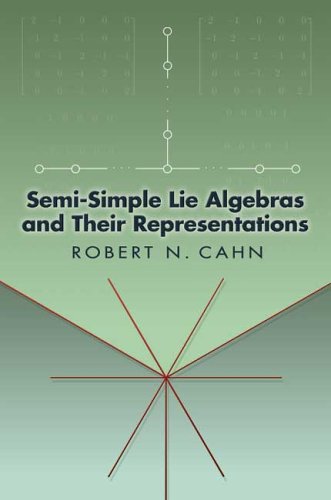 Semi-Simple Lie Algebras
and Their Representations
ROBERT N. CAHN